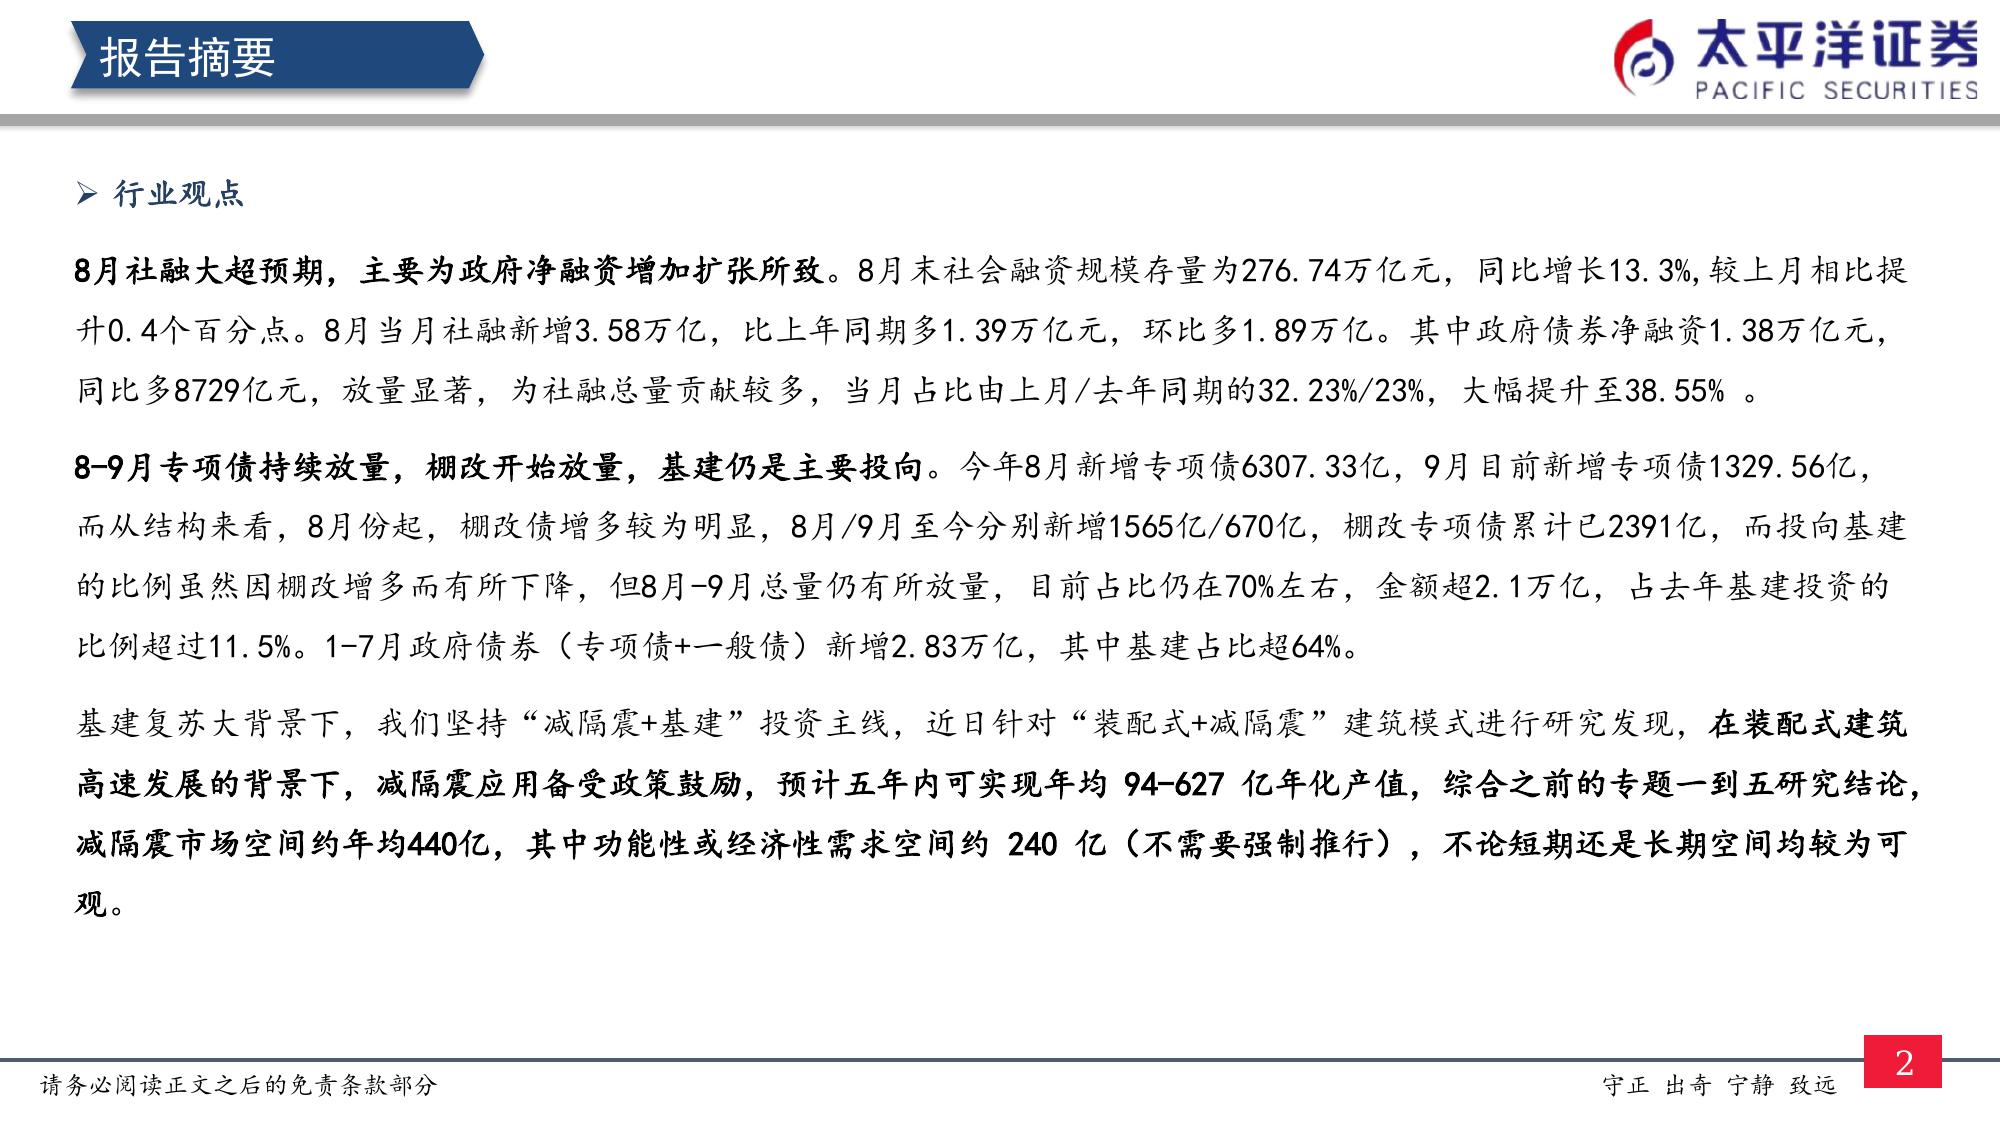 报告摘要
太平洋证券
PACIFIC SECURITIES
➢ 行业观点
8月社融大超预期，主要为政府净融资增加扩张所致。8月末社会融资规模存量为276.74万亿元，同比增长13.3%,较上月相比提
升0.4个百分点。8月当月社融新增3.58万亿，比上年同期多1.39万亿元，环比多1.89万亿。其中政府债券净融资1.38万亿元，
同比多8729亿元，放量显著，为社融总量贡献较多，当月占比由上月/去年同期的32.23%/23%，大幅提升至38.55% 。
8-9月专项债持续放量，棚改开始放量，基建仍是主要投向。今年8月新增专项债6307.33亿，9月目前新增专项债1329.56亿，
而从结构来看，8月份起，棚改债增多较为明显，8月/9月至今分别新增1565亿/670亿，棚改专项债累计已2391亿，而投向基建
的比例虽然因棚改增多而有所下降，但8月-9月总量仍有所放量，目前占比仍在70%左右，金额超2.1万亿，占去年基建投资的
比例超过11.5%。1-7月政府债券（专项债+一般债）新增2.83万亿，其中基建占比超64%。
基建复苏大背景下，我们坚持“减隔震+基建”投资主线，近日针对“装配式+减隔震”建筑模式进行研究发现，在装配式建筑
高速发展的背景下，减隔震应用备受政策鼓励，预计五年内可实现年均 94-627 亿年化产值，综合之前的专题一到五研究结论，
减隔震市场空间约年均440亿，其中功能性或经济性需求空间约 240 亿（不需要强制推行），不论短期还是长期空间均较为可
观。
请务必阅读正文之后的免责条款部分
守正 出奇 宁静 致远
2